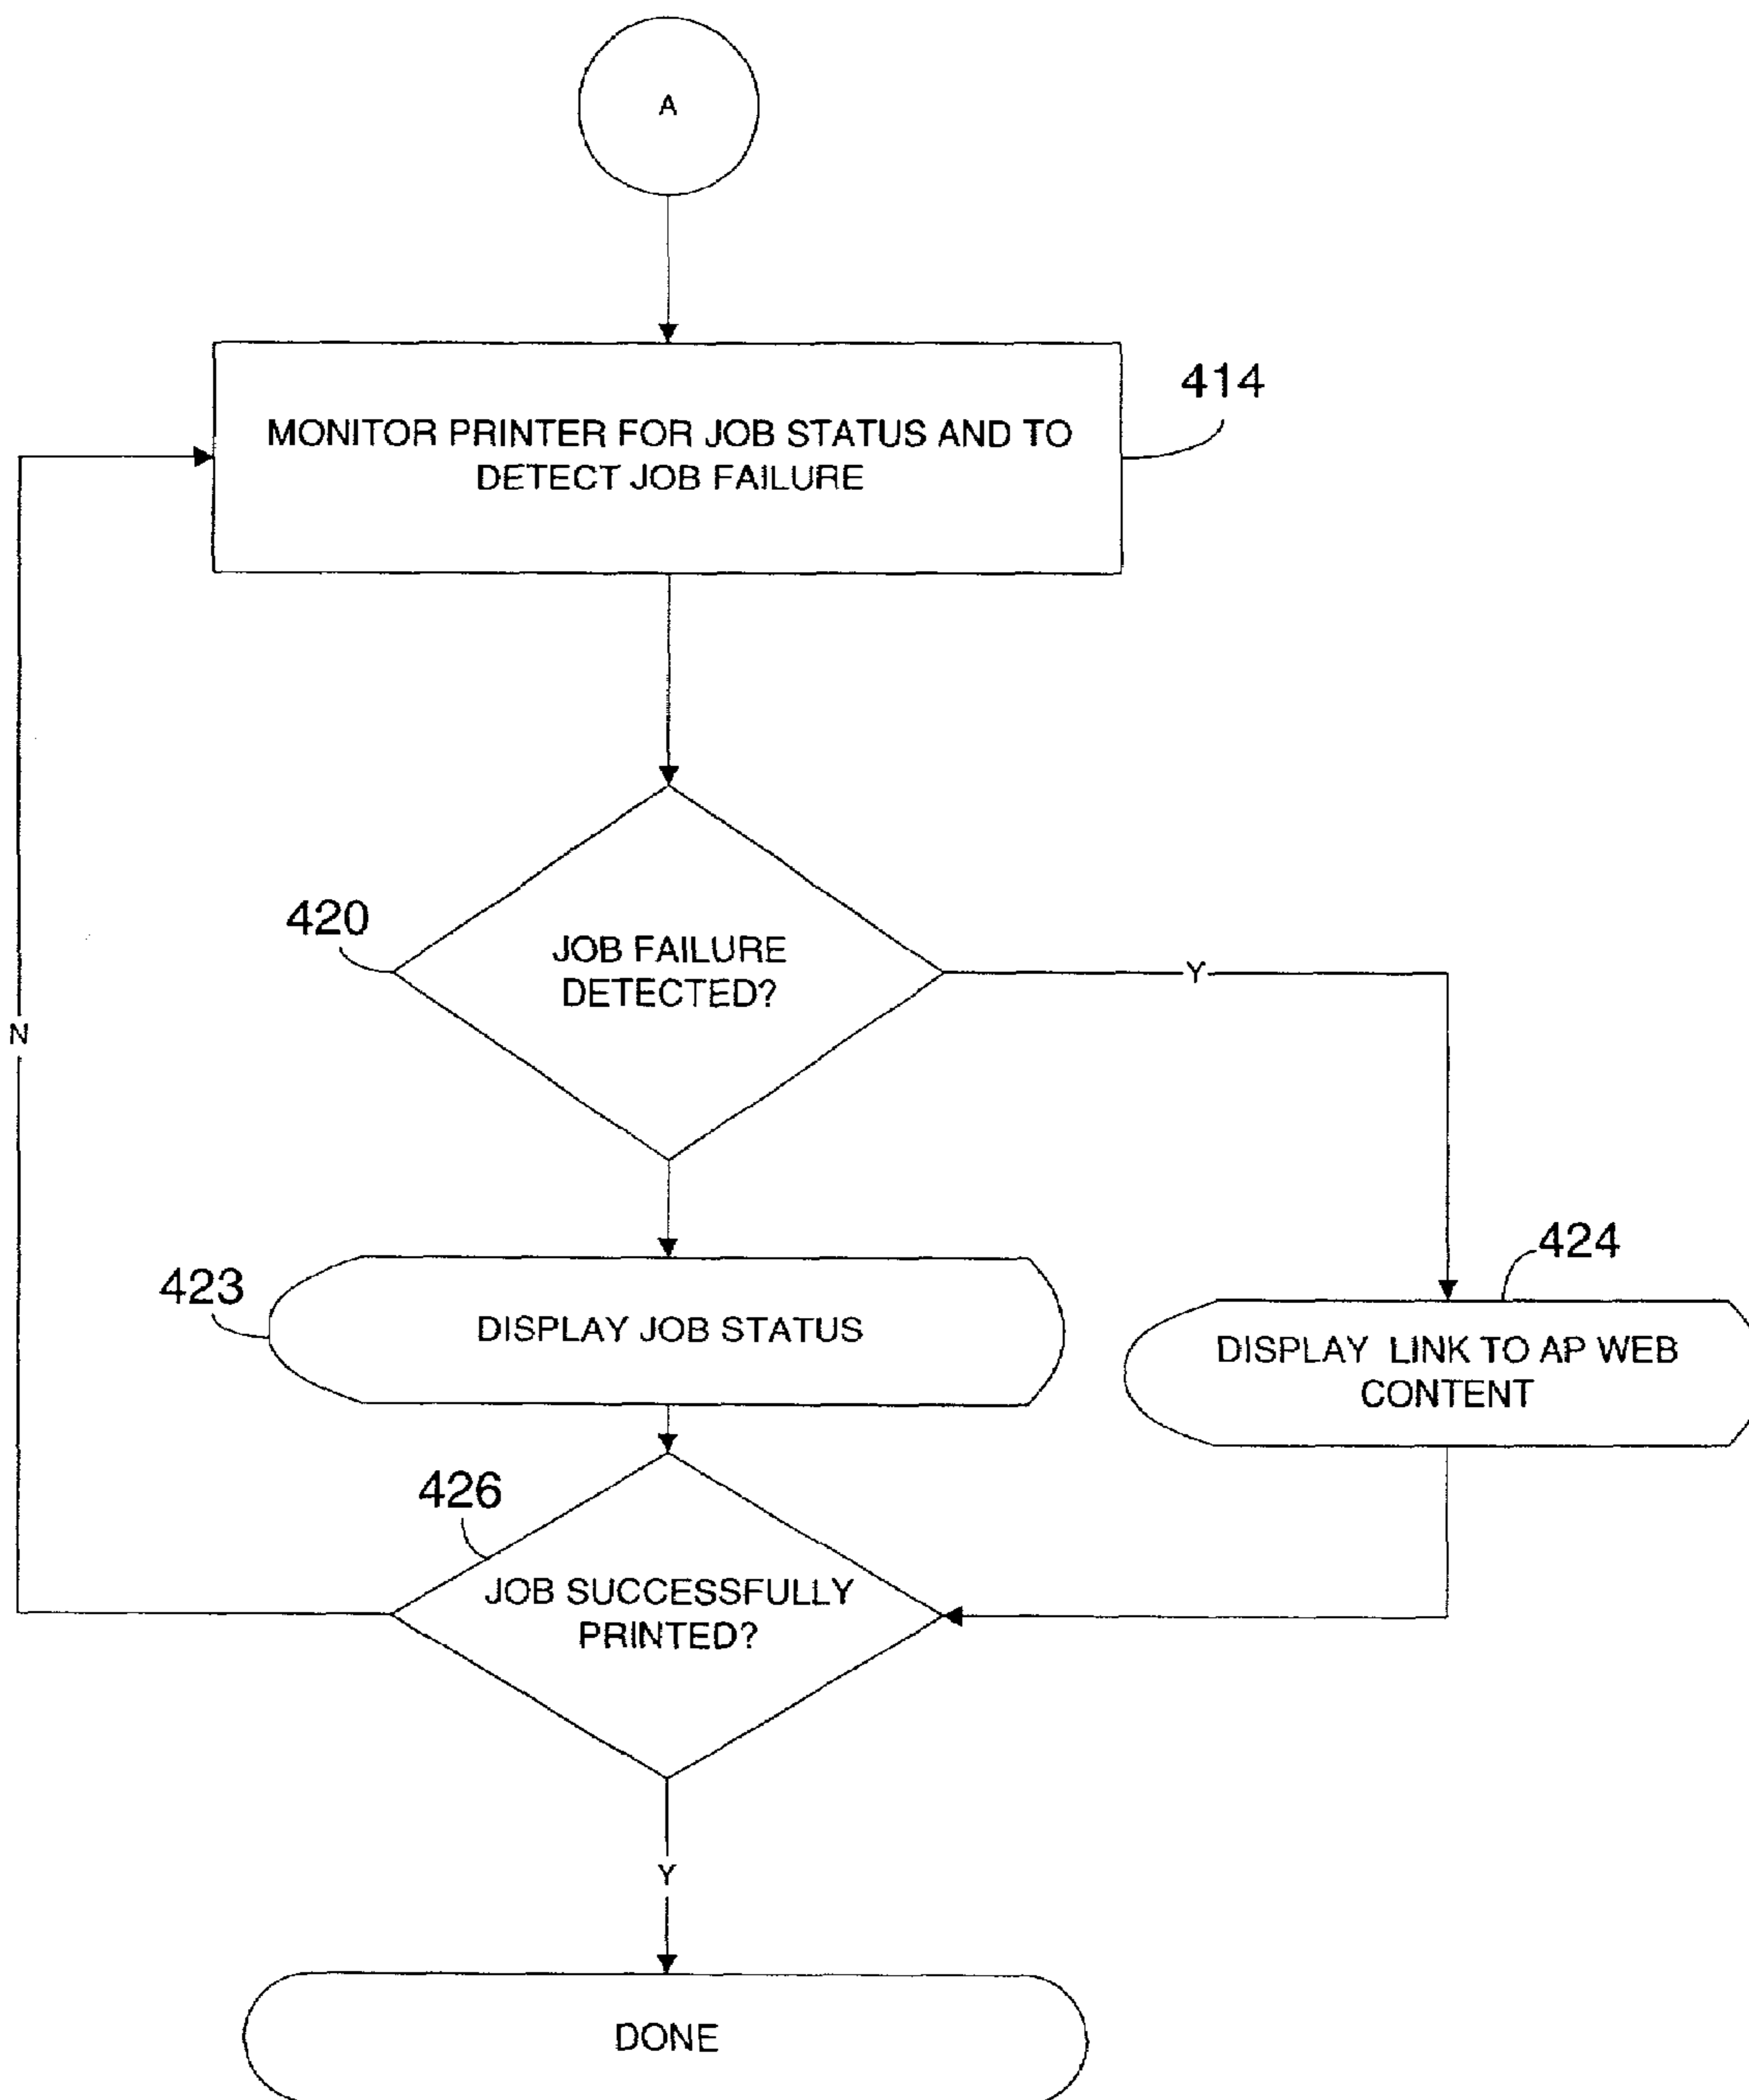 A
MONITOR PRINTER FOR JOB STATUS AND TO
DETECT JOB FAILURE
414
420
JOB FAILURE
DETECTED?
Y
N
423
DISPLAY JOB STATUS
424
DISPLAY LINK TO AP WEB
CONTENT
426
JOB SUCCESSFULLY
PRINTED?
Y
DONE